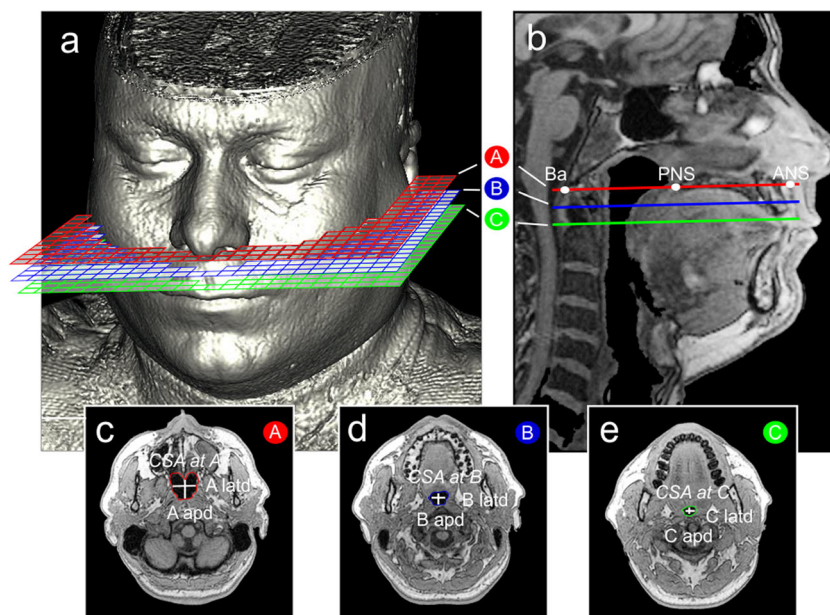 a
b
A
B
C
Ba
PNS
ANS
c
A
CSA at A
A latd
A apd
d
B
CSA at B
B latd
B apd
e
C
CSA at C
C latd
C apd